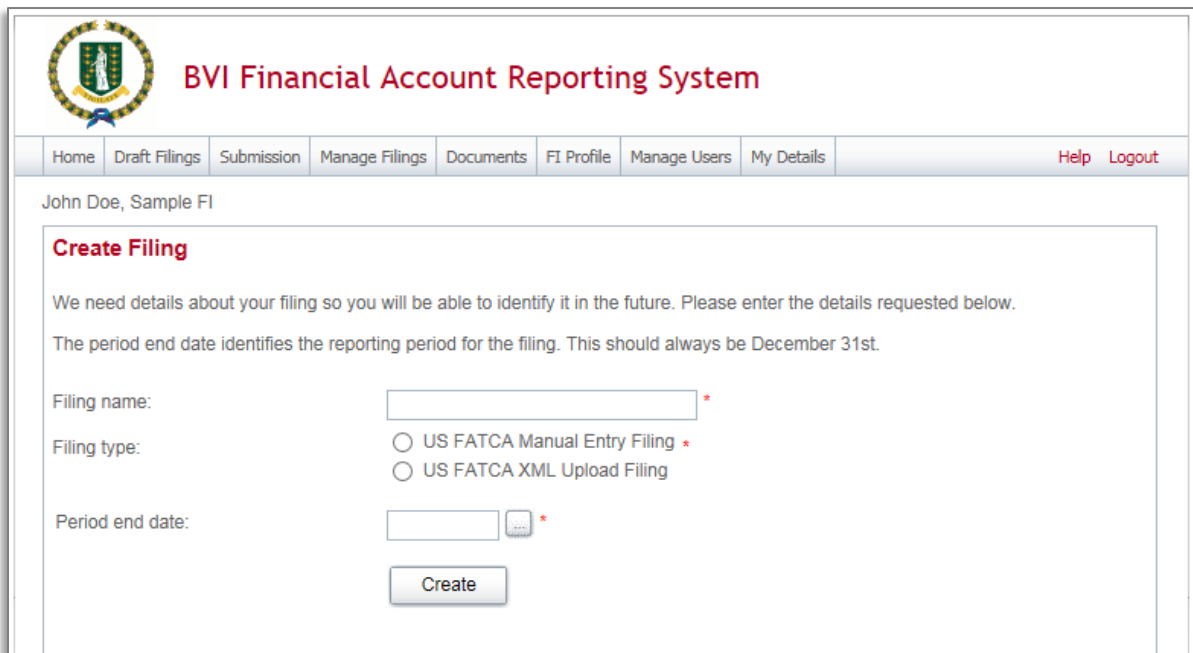 BVI Financial Account Reporting System
Home Draft Filings Submission Manage Filings Documents FI Profile Manage Users My Details Help Logout
John Doe, Sample FI
Create Filing
We need details about your filing so you will be able to identify it in the future. Please enter the details requested below.
The period end date identifies the reporting period for the filing. This should always be December 31st.
Filing name: *
Filing type: US FATCA Manual Entry Filing *
US FATCA XML Upload Filing
Period end date: ... *
Create